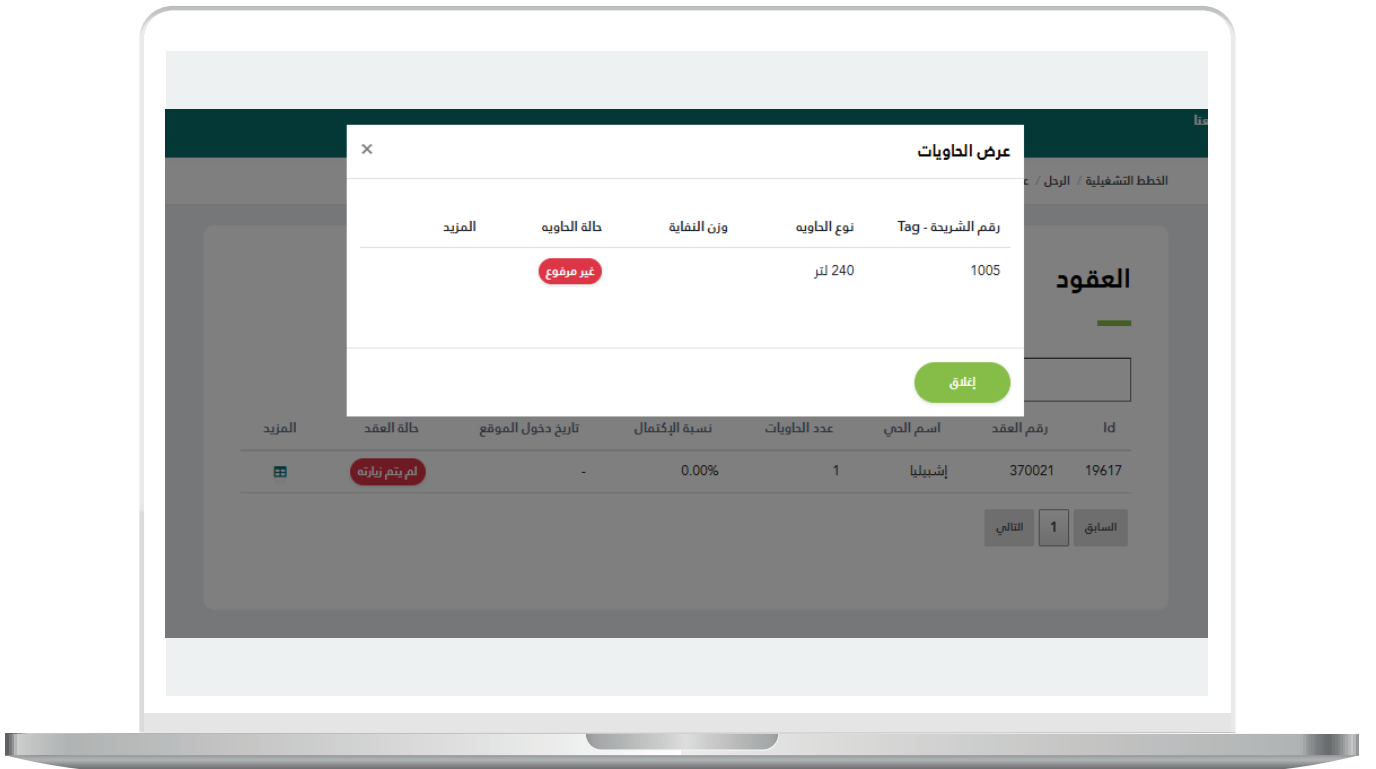 عرض الحاويات ×
الخطط التشغيلية / الرحل /
رقم الشريحة - Tag نوع الحاويه وزن النفاية حالة الحاويه المزيد
1005 240 لتر غير مرفوع
العقود
إغلاق
Id رقم العقد اسم الحي عدد الحاويات نسبة الإكتمال تاريخ دخول الموقع حالة العقد المزيد
19617 370021 إشبيليا 1 0.00% - لم يتم زيارته
السابق 1 التالي